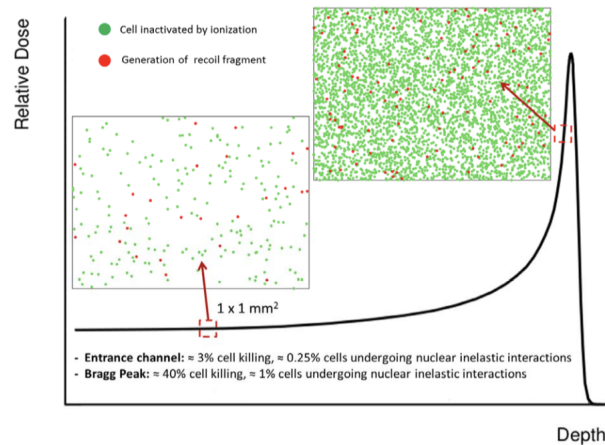 Relative Dose
Cell inactivated by ionization
Generation of recoil fragment
1 x 1 mm²
- Entrance channel: ≈ 3% cell killing, ≈ 0.25% cells undergoing nuclear inelastic interactions
- Bragg Peak: ≈ 40% cell killing, ≈ 1% cells undergoing nuclear inelastic interactions
Depth